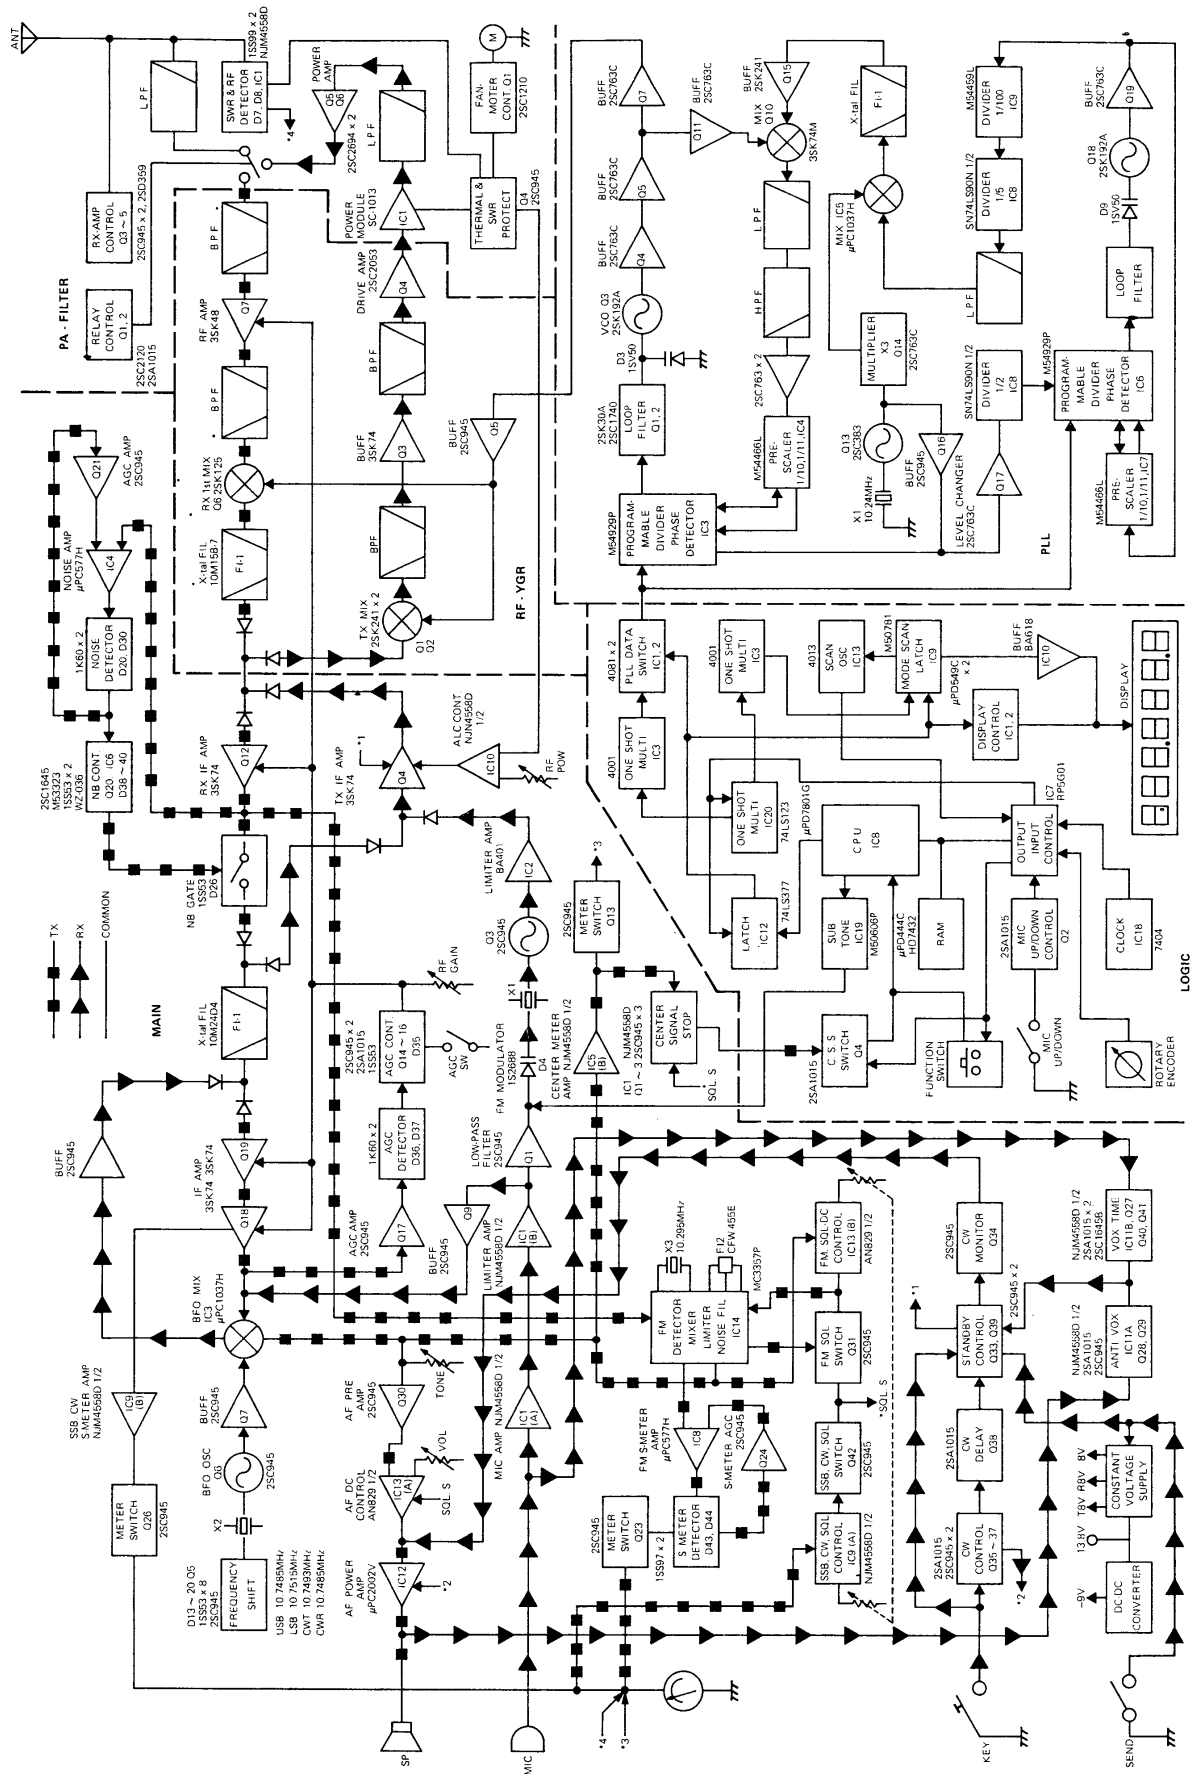 ANT
L P F
SWR & RF
DETECTOR
D7, D8, IC1
1SS99 x 2
NJM4558D
*4
POWER
AMP
Q5
Q6
2SC2694 x 2
M
FAN-
MOTER
CONT. Q1
2SC1210
L P F
IC1
POWER
MODULE
SC-1013
THERMAL &
SWR
PROTECT
Q4
2SC945
RX-AMP
CONTROL
Q3 ~ 5
2SC945 x 2, 2SD359
RELAY
CONTROL
Q1, 2
2SC2120
2SA1015
PA - FILTER
B P F
RF AMP
3SK48
Q7
B P F
RX 1st MIX
Q6 2SK125
X-tal FIL
10M15B-7
FI-1
DRIVE AMP
2SC2053
Q4
B P F
BUFF
3SK74
Q3
BPF
TX MIX
2SK241 x 2
Q1
Q2
BUFF
2SC945
Q5
RF - YGR
AGC AMP
2SC945
Q21
NOISE AMP
μPC577H
IC4
1K60 x 2
NOISE
DETECTOR
D20, D30
2SC1645
M53323
1SS53 x 2
WZ-036
NB CONT.
Q20, IC6
D38 ~ 40
NB GATE
1SS53
D26
RX IF AMP
3SK74
Q12
TX IF AMP
3SK74
Q4
*1
ALC CONT.
NJN4558D
1/2
IC10
RF
POW
TX
RX
COMMON
MAIN
X-tal FIL
10M24D4
FI-1
LIMITER AMP
BA401
IC2
Q3
2SC945
X1
FM MODULATOR
1S2688
D4
2SC945
METER
SWITCH
Q13
*3
CENTER METER
AMP NJM4558D 1/2
IC5
(B)
IC1 NJM4558D
Q1 ~ 3 2SC945 x 3
CENTER
SIGNAL
STOP
SQL. S
2SC945 x 2
2SA1015
1SS53
AGC CONT.
Q14 ~ 16
D35
RF
GAIN
AGC
SW
1K60 x 2
AGC
DETECTOR
D36, D37
AGC AMP
2SC945
Q17
LOW-PASS
FILTER
2SC945
Q1
BUFF
2SC945
Q9
LIMITER AMP
NJM4558D 1/2
IC1
(B)
BUFF
2SC945
IF AMP
3SK74 3SK74
Q19
Q18
BFO MIX
IC3
μPC1037H
BUFF
2SC945
Q7
BFO OSC
Q6
2SC945
X2
FREQUENCY
SHIFT
D13 ~ 20 Q5
1SS53 x 8
2SC945
USB 10.7485MHz
LSB 10.7515MHz
CWT 10.7493MHz
CWR 10.7485MHz
SSB CW
S-METER AMP
NJM4558D 1/2
IC9
(B)
METER
SWITCH
Q26
2SC945
AF PRE
AMP
2SC945
Q30
TONE
AF DC
CONTROL
AN829 1/2
IC13
(A)
VOL
SQL. S
AF POWER
AMP
μPC2002V
IC12
*2
SP
MIC
MIC AMP NJM4558D 1/2
IC1
(A)
X3
10.295MHz
FI2
CFW 455E
MC3357P
FM
DETECTOR
MIXER
LIMITER
NOISE FIL
IC14
FM S-METER
AMP
μPC577H
IC8
S-METER AGC
2SC945
Q24
S METER
DETECTOR
D43, D44
1SS97 x 2
2SC945
METER
SWITCH
Q23
*4
*3
FM, SQL-DC
CONTROL
IC13 (B)
AN829 1/2
FM SQL
SWITCH
Q31
2SC945
*SQL. S
SSB, CW, SQL
SWITCH
Q42
2SC945
SSB, CW, SQL
CONTROL
IC9 (A)
NJM4558D 1/2
2SC945
CW
MONITOR
Q34
2SC945 x 2
STANDBY
CONTROL
Q33, Q39
*1
2SA1015
CW
DELAY
Q38
2SA1015
2SC945 x 2
CW
CONTROL
Q35 ~ 37
*2
KEY
NJM4558D 1/2
2SA1015 x 2
2SC1645B
VOX TIME
IC11B, Q27
Q40, Q41
NJM4558D 1/2
2SA1015
2SC945
ANTI VOX
IC11A
Q28, Q29
CONSTANT
VOLTAGE
SUPPLY
T8V R8V 8V
13.8V
-9V
DC-DC
CONVERTER
SEND
BUFF
2SC763C
Q7
BUFF
2SC763C
Q11
BUFF
2SC763C
Q5
BUFF
2SC763C
Q4
VCO Q3
2SK192A
D3
1SV50
2SK30A
2SC1740
LOOP
FILTER
Q1, 2
M54929P
PROGRAM-
MABLE
DIVIDER
PHASE
DETECTOR
IC3
BUFF
2SK241
Q15
MIX
Q10
3SK74M
L P F
H P F
2SC763 x 2
M54466L
PRE-
SCALER
1/10,1/11,IC4
X-tal FIL
FI-1
MIX IC5
μPC1037H
MULTIPLIER
X3
Q14
2SC763C
Q13
2SC383
X1
10.24MHz
BUFF
2SC945
Q16
LEVEL CHANGER
2SC763C
Q17
M54459L
DIVIDER
1/100
IC9
SN74LS90N 1/2
DIVIDER
1/5
IC8
L P F
SN74LS90N 1/2
DIVIDER
1/2
IC8
BUFF
2SC763C
Q19
Q18
2SK192A
D9
1SV50
LOOP
FILTER
M54929P
PROGRAM-
MABLE
DIVIDER
PHASE
DETECTOR
IC6
M54466L
PRE-
SCALER
1/10,1/11,IC7
PLL
4081 x 2
PLL DATA
SWITCH
IC1, 2
4001
ONE SHOT
MULTI
IC3
4001
ONE SHOT
MULTI
IC3
ONE SHOT
MULTI
IC20
74LS123
4013
SCAN
OSC
IC13
M50781
MODE SCAN
LATCH
IC9
μPD549C
x 2
BUFF
BA618
IC10
DISPLAY
CONTROL
IC1, 2
DISPLAY
LATCH
IC12
74LS377
μPD7801G
C P U
IC8
SUB
TONE
IC19
M50606P
μPD444C
HD7432
RAM
IC7
RP5G01
OUTPUT
INPUT
CONTROL
2SA1015
MIC
UP/DOWN
CONTROL
Q2
CLOCK
IC18
7404
2SA1015
C. S. S
SWITCH
Q4
FUNCTION
SWITCH
MIC
UP/DOWN
ROTARY
ENCODER
LOGIC